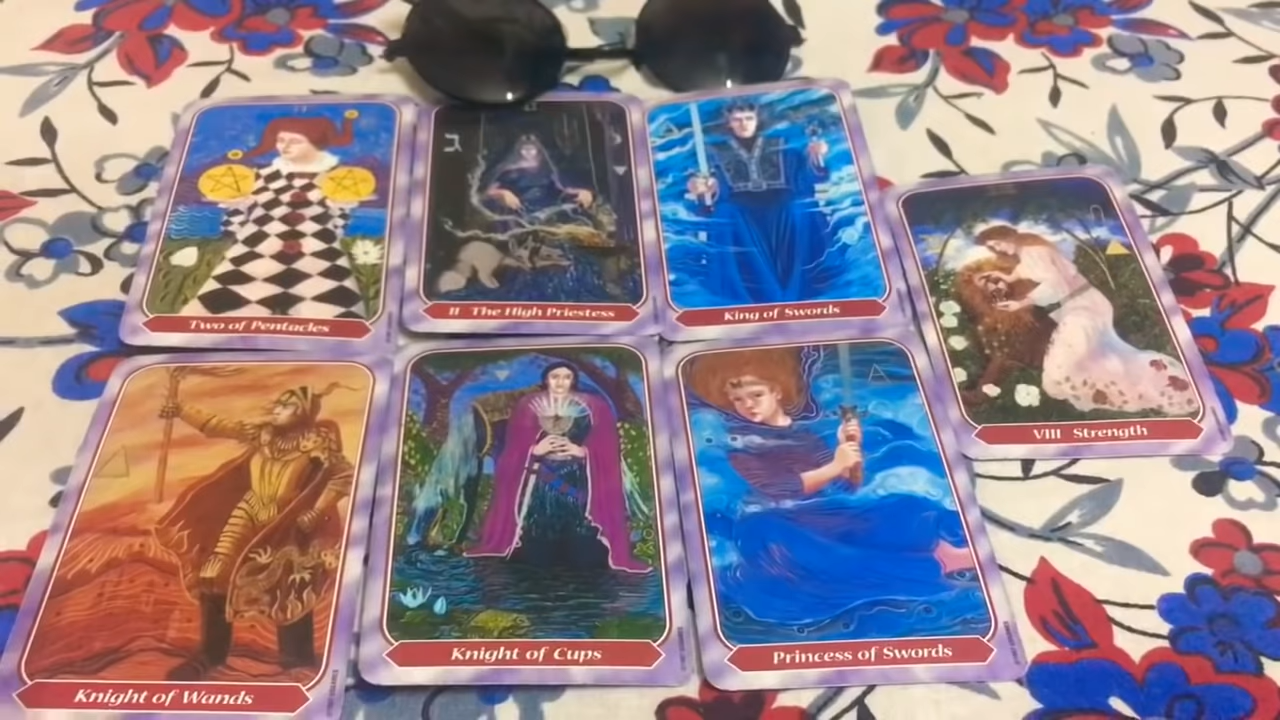 Two of Pentacles
II The High Priestess
King of Swords
VIII Strength
Knight of Wands
Knight of Cups
Princess of Swords